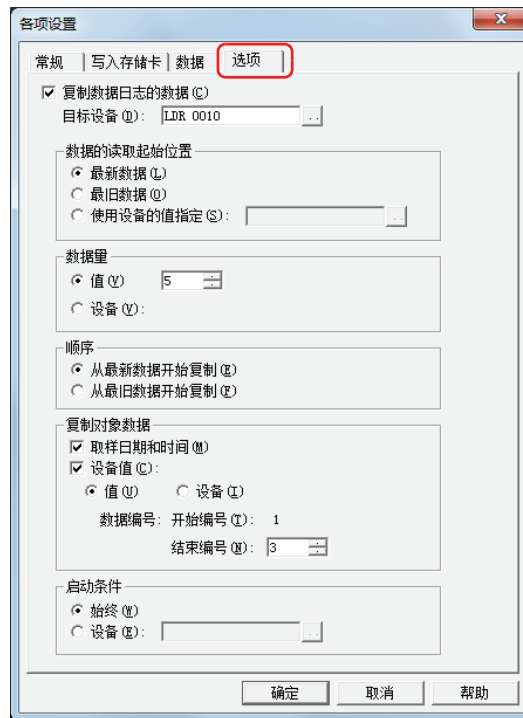 各项设置
常规 写入存储卡 数据 选项
复制数据日志的数据(C)
目标设备(D): LDR 0010 ..
数据的读取起始位置
最新数据(L)
最旧数据(O)
使用设备的值指定(S): ..
数据量
值(V) 5
设备(V):
顺序
从最新数据开始复制(E)
从最旧数据开始复制(F)
复制对象数据
取样日期和时间(M)
设备值(C):
值(U) 设备(I)
数据编号: 开始编号(T): 1
结束编号(N): 3
启动条件
始终(W)
设备(E): ..
确定 取消 帮助